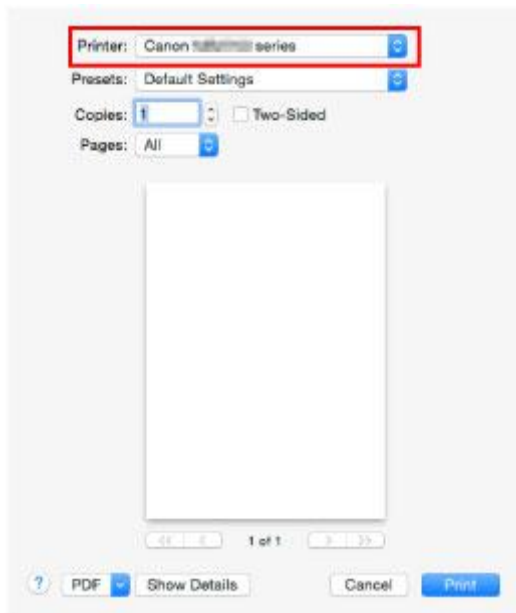 Printer: Canon series
Presets: Default Settings
Copies: 1 Two-Sided
Pages: All
1 of 1
? PDF Show Details Cancel Print